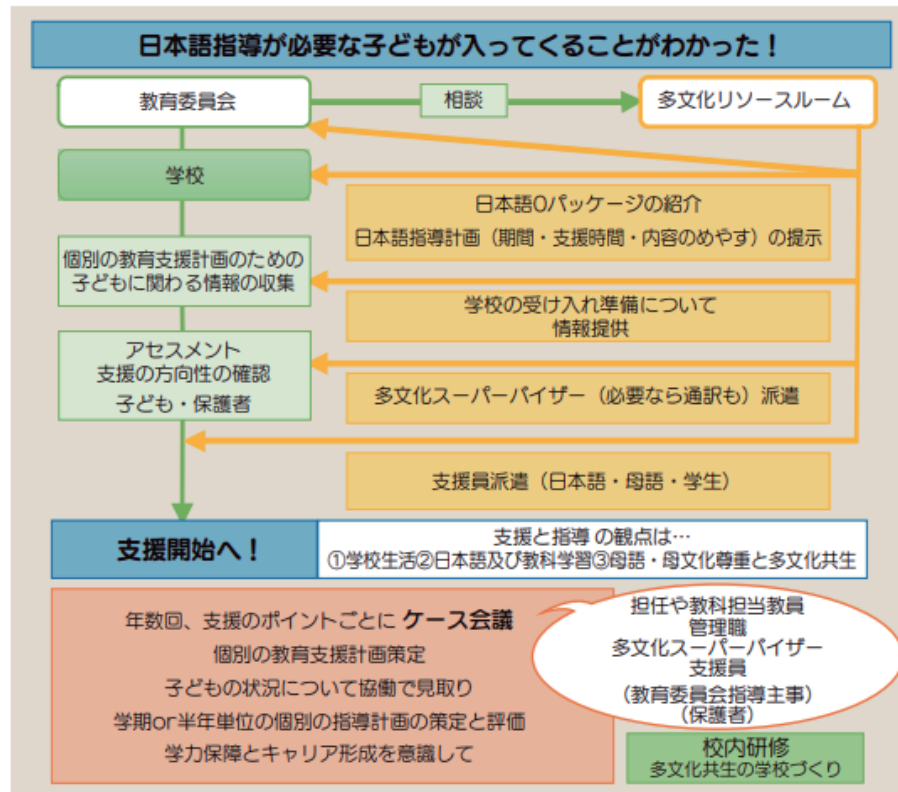 日本語指導が必要な子どもが入ってくることがわかった！
教育委員会
相談
多文化リソースルーム
学校
日本語0パッケージの紹介
日本語指導計画（期間・支援時間・内容のめやす）の提示
個別の教育支援計画のための
子どもに関わる情報の収集
学校の受け入れ準備について
情報提供
アセスメント
支援の方向性の確認
子ども・保護者
多文化スーパーバイザー（必要なら通訳も）派遣
支援員派遣（日本語・母語・学生）
支援開始へ！
支援と指導 の観点は…
①学校生活②日本語及び教科学習③母語・母文化尊重と多文化共生
年数回、支援のポイントごとに ケース会議
個別の教育支援計画策定
子どもの状況について協働で見取り
学期or半年単位の個別の指導計画の策定と評価
学力保障とキャリア形成を意識して
担任や教科担当教員
管理職
多文化スーパーバイザー
支援員
（教育委員会指導主事）
（保護者）
校内研修
多文化共生の学校づくり